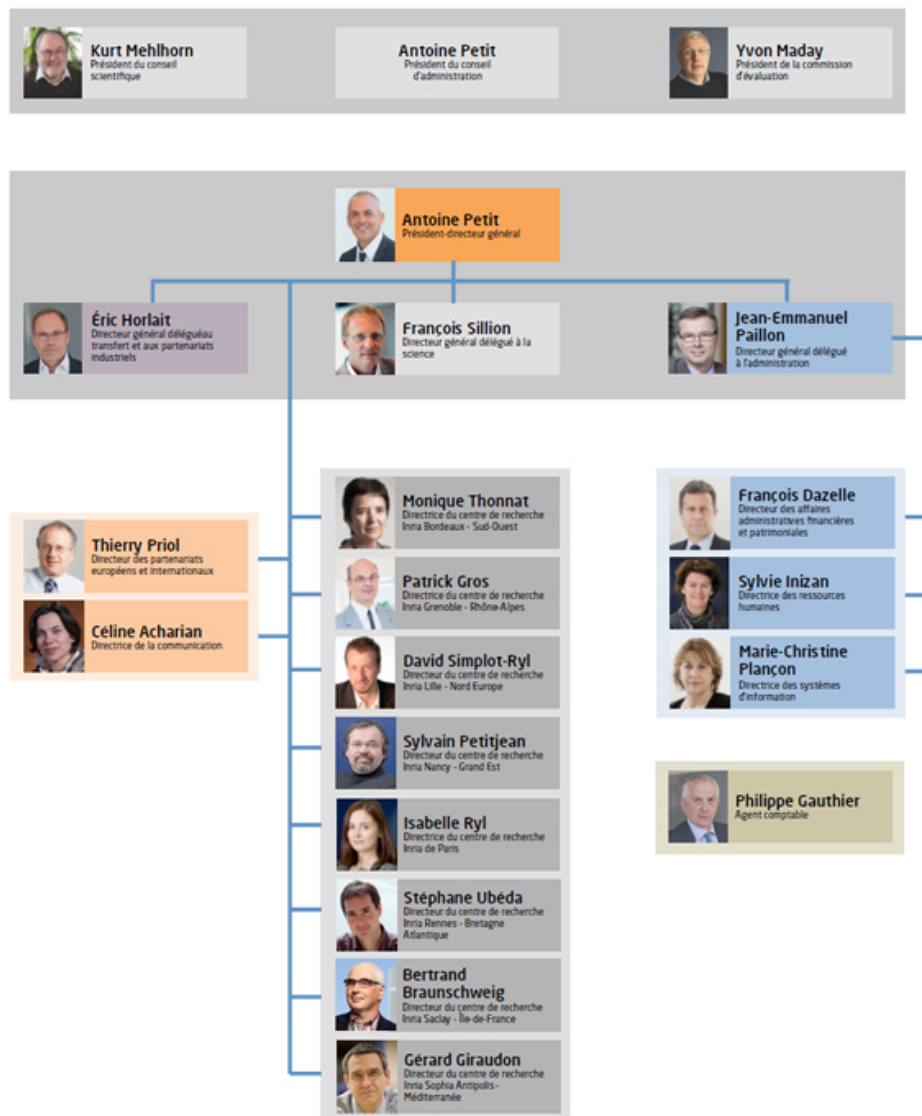 Kurt Mehlhorn
Président du conseil
scientifique
Antoine Petit
Président du conseil
d'administration
Yvon Maday
Président de la commission
d'évaluation
Antoine Petit
Président-directeur général
Éric Horlait
Directeur général déléguéau
transfert et aux partenariats
industriels
François Sillion
Directeur général délégué à la
science
Jean-Emmanuel
Paillon
Directeur général délégué
à l'administration
Thierry Priol
Directeur des partenariats
européens et internationaux
Céline Acharian
Directrice de la communication
Monique Thonnat
Directrice du centre de recherche
Inria Bordeaux - Sud-Ouest
Patrick Gros
Directeur du centre de recherche
Inria Grenoble - Rhône-Alpes
David Simplot-Ryl
Directeur du centre de recherche
Inria Lille - Nord Europe
Sylvain Petitjean
Directeur du centre de recherche
Inria Nancy - Grand Est
Isabelle Ryl
Directrice du centre de recherche
Inria de Paris
Stéphane Ubéda
Directeur du centre de recherche
Inria Rennes - Bretagne
Atlantique
Bertrand
Braunschweig
Directeur du centre de recherche
Inria Saclay - Île-de-France
Gérard Giraudon
Directeur du centre de recherche
Inria Sophia Antipolis -
Méditerranée
François Dazelle
Directeur des affaires
administratives financières
et patrimoniales
Sylvie Inizan
Directrice des ressources
humaines
Marie-Christine
Plançon
Directrice des systèmes
d'information
Philippe Gauthier
Agent comptable